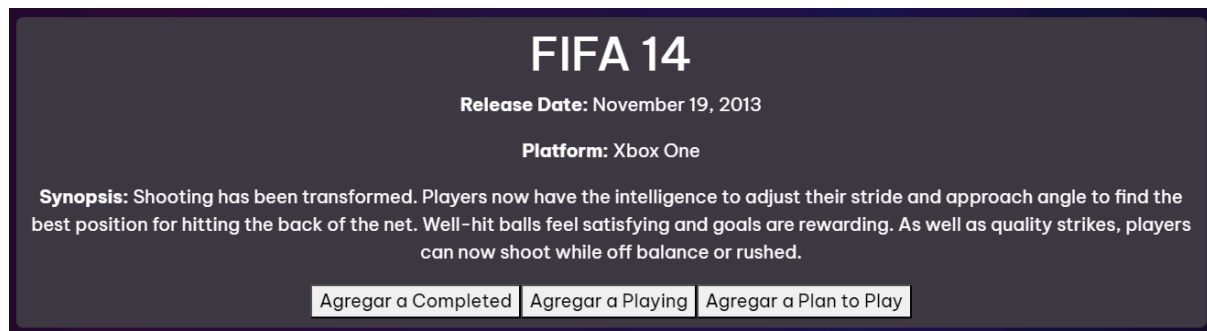 FIFA 14
Release Date: November 19, 2013
Platform: Xbox One
Synopsis: Shooting has been transformed. Players now have the intelligence to adjust their stride and approach angle to find the
best position for hitting the back of the net. Well-hit balls feel satisfying and goals are rewarding. As well as quality strikes, players
can now shoot while off balance or rushed.
Agregar a Completed Agregar a Playing Agregar a Plan to Play